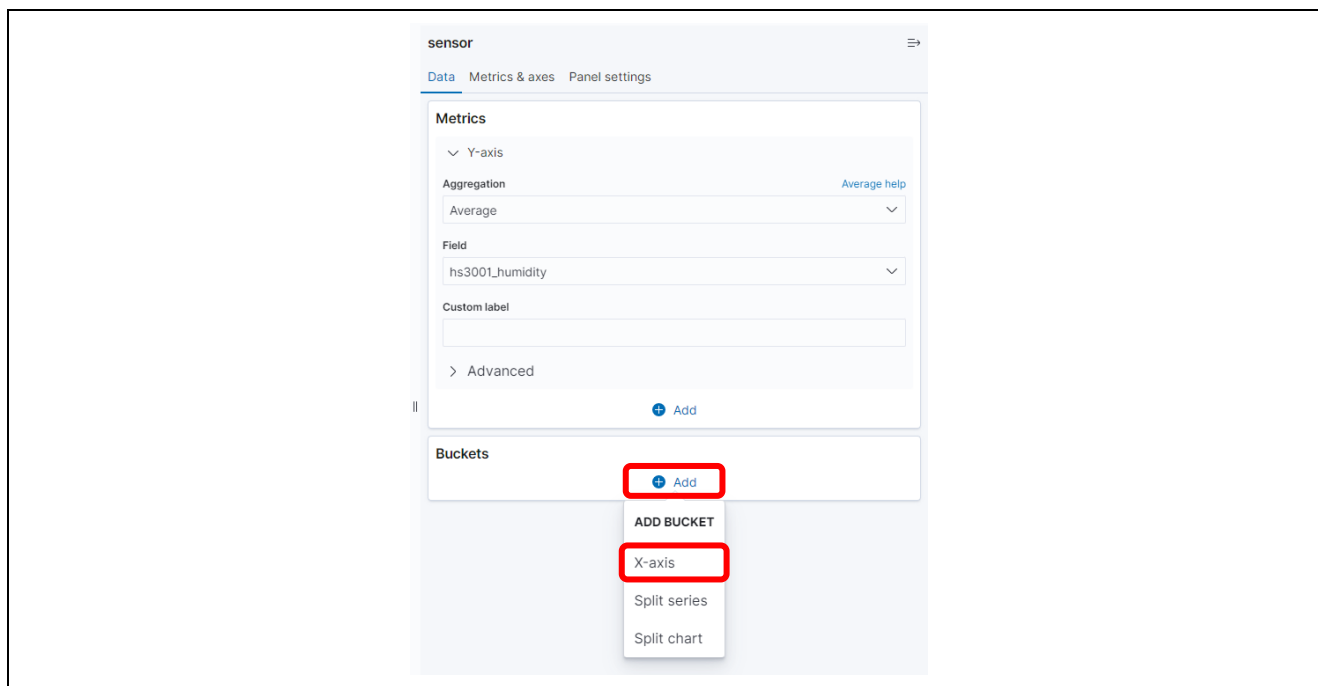 sensor
Data Metrics & axes Panel settings
Metrics
Y-axis
Aggregation Average help
Average
Field
hs3001_humidity
Custom label
Advanced
Add
Buckets
Add
ADD BUCKET
X-axis
Split series
Split chart